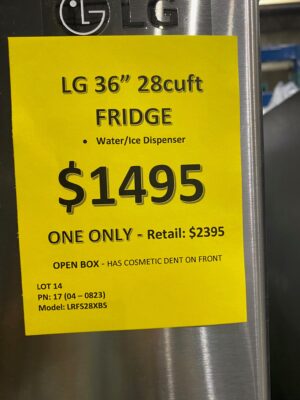 LG
LG 36” 28cuft
FRIDGE
• Water/Ice Dispenser
$1495
ONE ONLY - Retail: $2395
OPEN BOX - HAS COSMETIC DENT ON FRONT
LOT 14
PN: 17 (04 – 0823)
Model: LRFS28XBS